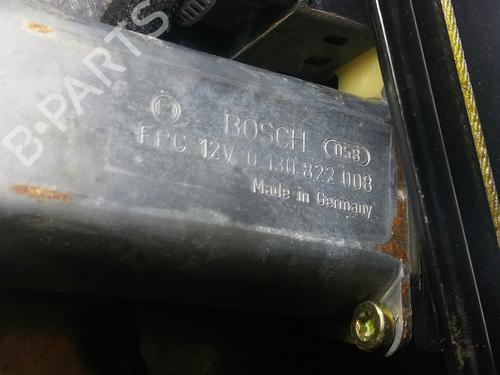 B-PARTS
BOSCH 058
FPC 12V 0 130 822 008
Made in Germany